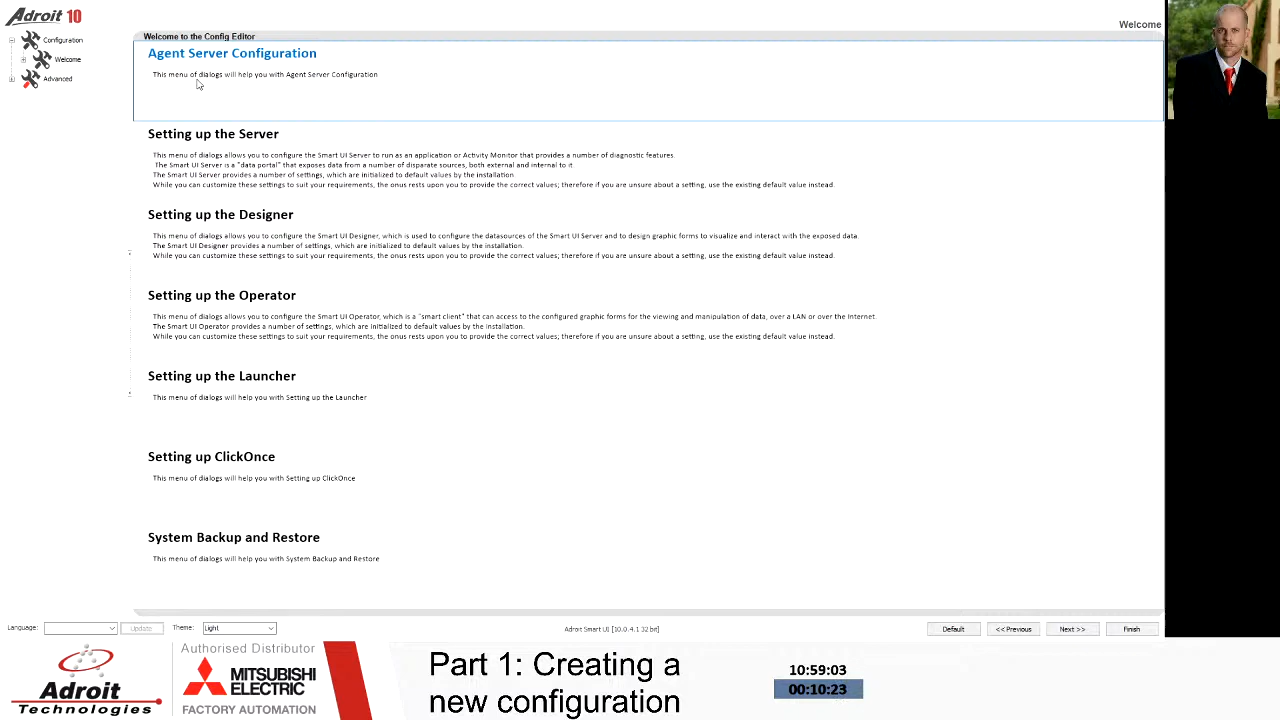 Adroit 10
Welcome
Configuration
Welcome
Advanced
Welcome to the Config Editor
Agent Server Configuration
This menu of dialogs will help you with Agent Server Configuration
Setting up the Server
This menu of dialogs allows you to configure the Smart UI Server to run as an application or Activity Monitor that provides a number of diagnostic features.
The Smart UI Server is a "data portal" that exposes data from a number of disparate sources, both external and internal to it.
The Smart UI Server provides a number of settings, which are initialized to default values by the installation
While you can customize these settings to suit your requirements, the onus rests upon you to provide the correct values; therefore if you are unsure about a setting, use the existing default value instead.
Setting up the Designer
This menu of dialogs allows you to configure the Smart UI Designer, which is used to configure the datasources of the Smart UI Server and to design graphic forms to visualize and interact with the exposed data.
The Smart UI Designer provides a number of settings, which are initialized to default values by the installation.
While you can customize these settings to suit your requirements, the onus rests upon you to provide the correct values; therefore if you are unsure about a setting, use the existing default value instead.
Setting up the Operator
This menu of dialogs allows you to configure the Smart UI Operator, which is a "smart client" that can access to the configured graphic forms for the viewing and manipulation of data, over a LAN or over the Internet.
The Smart UI Operator provides a number of settings, which are initialized to default values by the installation.
While you can customize these settings to suit your requirements, the onus rests upon you to provide the correct values; therefore if you are unsure about a setting, use the existing default value instead.
Setting up the Launcher
This menu of dialogs will help you with Setting up the Launcher
Setting up ClickOnce
This menu of dialogs will help you with Setting up ClickOnce
System Backup and Restore
This menu of dialogs will help you with System Backup and Restore
Language: Update Theme: Light Adroit Smart UI [10.0.4.1 32 bit] Default << Previous Next >> Finish
Adroit
Technologies
Authorised Distributor
MITSUBISHI
ELECTRIC
FACTORY AUTOMATION
Part 1: Creating a
new configuration
10:59:03
00:10:23